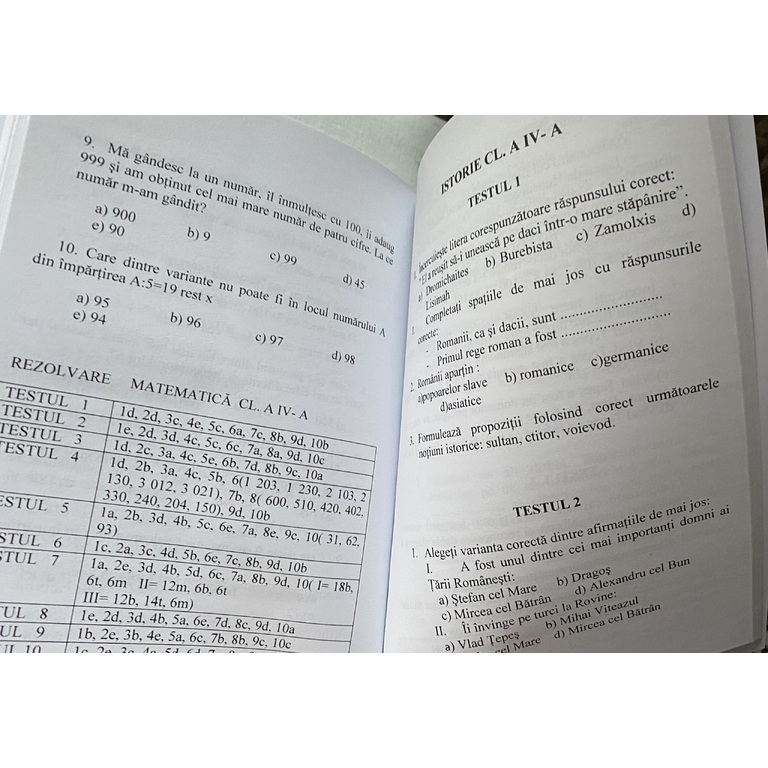 9. Mă gândesc la un număr, îl înmulțesc cu 100, îi adaug
999 și am obținut cel mai mare număr de patru cifre. La ce
număr m-am gândit?
a) 900 b) 9 c) 99 d) 45
e) 90
10. Care dintre variante nu poate fi în locul numărului A
din împărțirea A:5=19 rest x
a) 95 b) 96 c) 97 d) 98
e) 94
REZOLVARE MATEMATICĂ CL. A IV- A
TESTUL 1 1d, 2d, 3c, 4e, 5c, 6a, 7c, 8b, 9d, 10b
TESTUL 2 1e, 2d, 3d, 4c, 5c, 6c, 7a, 8a, 9d, 10c
TESTUL 3 1d, 2c, 3a, 4c, 5e, 6b, 7d, 8b, 9c, 10a
TESTUL 4 1d, 2b, 3a, 4c, 5b, 6(1 203, 1 230, 2 103, 2
130, 3 012, 3 021), 7b, 8( 600, 510, 420, 402,
330, 240, 204, 150), 9d, 10b
ESTUL 5 1a, 2b, 3d, 4b, 5c, 6e, 7a, 8e, 9c, 10( 31, 62,
93)
STUL 6 1c, 2a, 3c, 4d, 5b, 6e, 7c, 8b, 9d, 10b
STUL 7 1a, 2e, 3d, 4b, 5d, 6c, 7a, 8b, 9d, 10( I= 18b,
6t, 6m II= 12m, 6b, 6t
III= 12b, 14t, 6m)
UL 8 1e, 2d, 3d, 4b, 5a, 6e, 7d, 8c, 9d, 10a
UL 9 1b, 2e, 3b, 4e, 5a, 6c, 7b, 8b, 9c, 10c
10
ISTORIE CL. A IV- A
TESTUL 1
Încercuiește litera corespunzătoare răspunsului corect:
"El a reușit să-i unească pe daci într-o mare stăpânire".
a) Dromichaites b) Burebista c) Zamolxis d)
Lisimah
1. Completați spațiile de mai jos cu răspunsurile
corecte:
- Romanii, ca și dacii, sunt ........................
- Primul rege roman a fost ..........................
2. Românii aparțin :
a)popoarelor slave b) romanice c)germanice
d)asiatice
3. Formulează propoziții folosind corect următoarele
noțiuni istorice: sultan, ctitor, voievod.
TESTUL 2
1. Alegeți varianta corectă dintre afirmațiile de mai jos:
I. A fost unul dintre cei mai importanți domni ai
Țării Românești:
a) Ștefan cel Mare b) Dragoș
c) Mircea cel Bătrân d) Alexandru cel Bun
II. Îi învinge pe turci la Rovine:
a) Vlad Țepeș b) Mihai Viteazul
cel Mare d) Mircea cel Bătrân